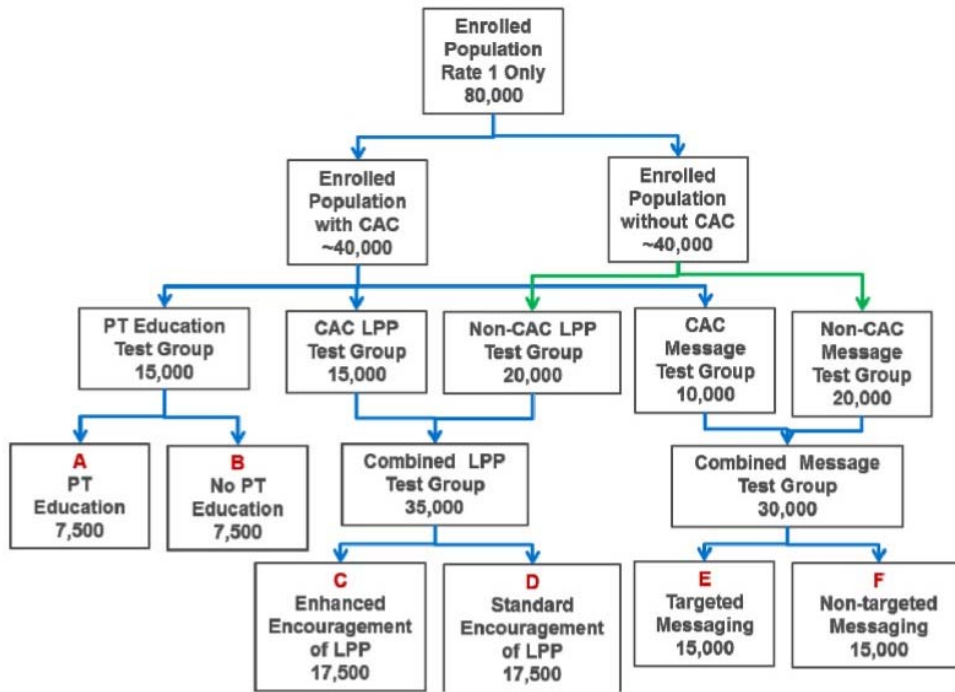 Enrolled
Population
Rate 1 Only
80,000
Enrolled
Population
with CAC
~40,000
Enrolled
Population
without CAC
~40,000
PT Education
Test Group
15,000
CAC LPP
Test Group
15,000
Non-CAC LPP
Test Group
20,000
CAC
Message
Test Group
10,000
Non-CAC
Message
Test Group
20,000
A
PT
Education
7,500
B
No PT
Education
7,500
Combined LPP
Test Group
35,000
Combined Message
Test Group
30,000
C
Enhanced
Encouragement
of LPP
17,500
D
Standard
Encouragement
of LPP
17,500
E
Targeted
Messaging
15,000
F
Non-targeted
Messaging
15,000